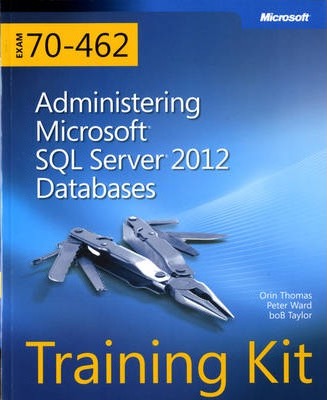 Microsoft
EXAM 70-462
Administering
Microsoft®
SQL Server® 2012
Databases
Orin Thomas
Peter Ward
boB Taylor
Training Kit